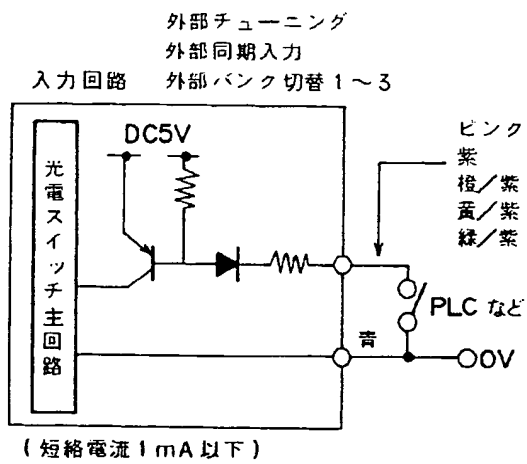 外部チューニング
外部同期入力
入力回路 外部バンク切替1～3
DC5V
光電スイッチ主回路
ピンク
紫
橙/紫
黄/紫
緑/紫
PLCなど
青
0V
(短絡電流1mA以下)